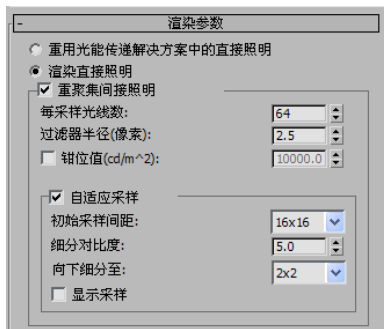 - 渲染参数
重用光能传递解决方案中的直接照明
渲染直接照明
重聚集间接照明
每采样光线数: 64
过滤器半径(像素): 2.5
钳位值(cd/m^2): 10000.0
自适应采样
初始采样间距: 16x16
细分对比度: 5.0
向下细分至: 2x2
显示采样